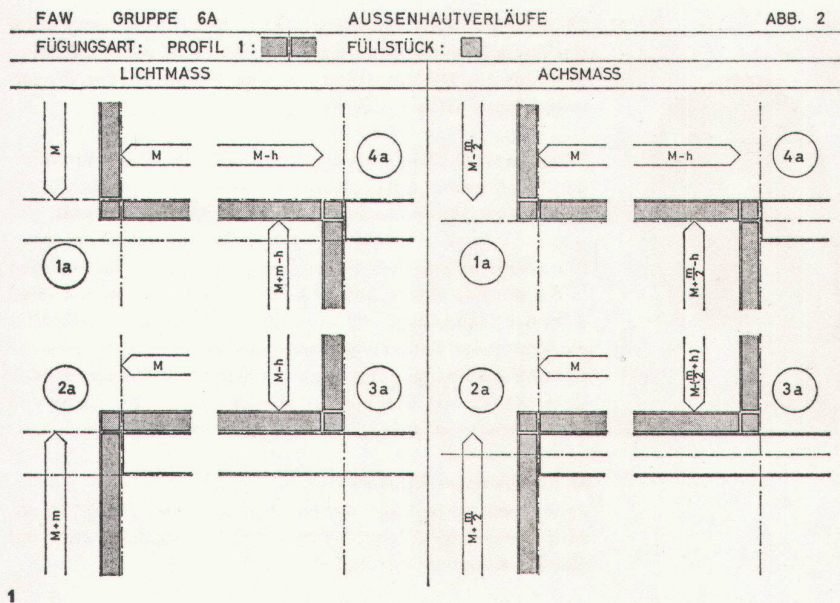 FAW GRUPPE 6A AUSSENHAUTVERLÄUFE ABB. 2
FÜGUNGSART: PROFIL 1: FÜLLSTÜCK:
LICHTMASS ACHSMASS
M M M-h 4a
1a M+m-h
2a M M-h 3a
M+m
M-m/2 M M-h 4a
1a M+m/2-h
2a M M-(m/2+h) 3a
M+m/2
1